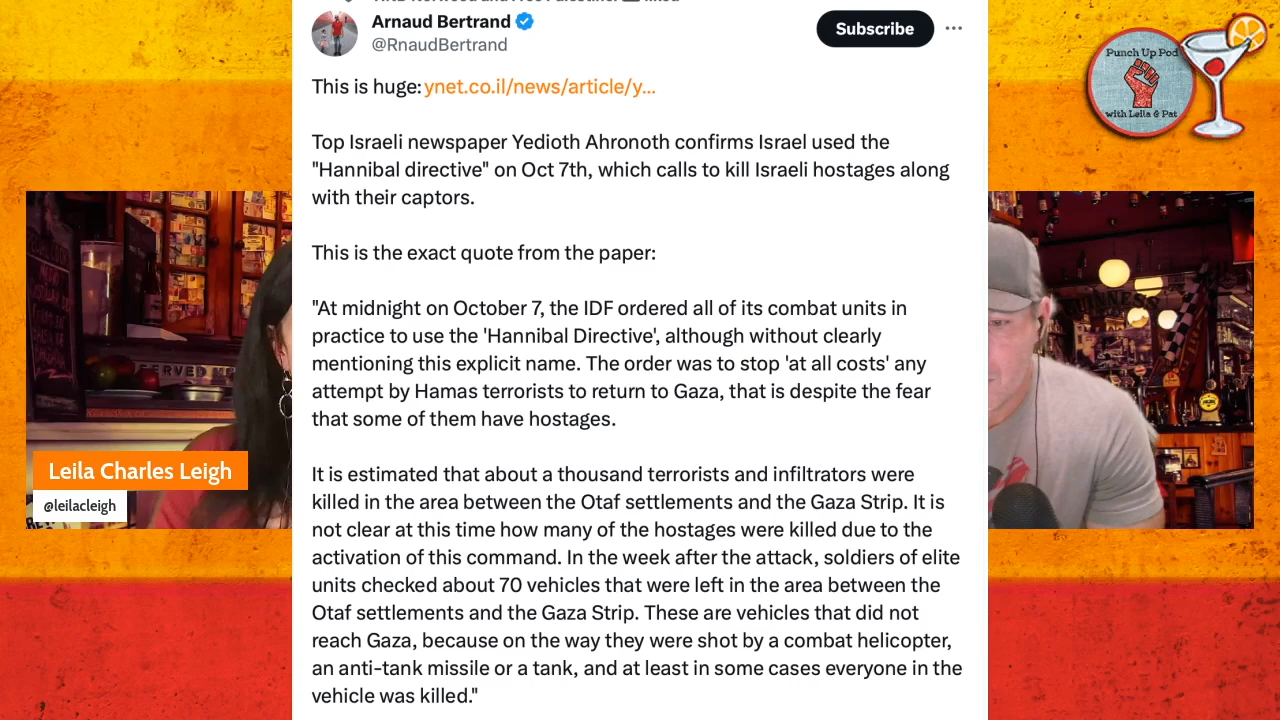 Arnaud Bertrand
@RnaudBertrand
Subscribe
This is huge: ynet.co.il/news/article/y...
Top Israeli newspaper Yedioth Ahronoth confirms Israel used the
"Hannibal directive" on Oct 7th, which calls to kill Israeli hostages along
with their captors.
This is the exact quote from the paper:
"At midnight on October 7, the IDF ordered all of its combat units in
practice to use the 'Hannibal Directive', although without clearly
mentioning this explicit name. The order was to stop 'at all costs' any
attempt by Hamas terrorists to return to Gaza, that is despite the fear
that some of them have hostages.
It is estimated that about a thousand terrorists and infiltrators were
killed in the area between the Otaf settlements and the Gaza Strip. It is
not clear at this time how many of the hostages were killed due to the
activation of this command. In the week after the attack, soldiers of elite
units checked about 70 vehicles that were left in the area between the
Otaf settlements and the Gaza Strip. These are vehicles that did not
reach Gaza, because on the way they were shot by a combat helicopter,
an anti-tank missile or a tank, and at least in some cases everyone in the
vehicle was killed."
Punch Up Pod
with Leila & Pat
Leila Charles Leigh
@leilacleigh
GUINNESS